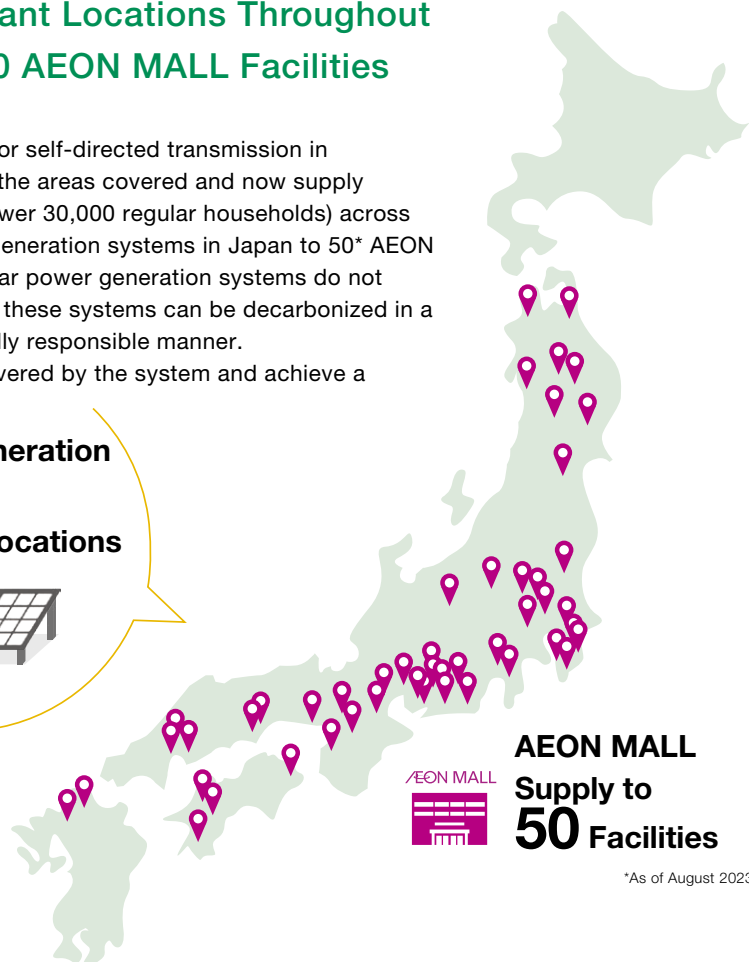 ant Locations Throughout
0 AEON MALL Facilities
or self-directed transmission in
the areas covered and now supply
wer 30,000 regular households) across
eneration systems in Japan to 50* AEON
ar power generation systems do not
these systems can be decarbonized in a
lly responsible manner.
vered by the system and achieve a
neration
ocations
ÆON MALL
AEON MALL
Supply to
50 Facilities
*As of August 2023